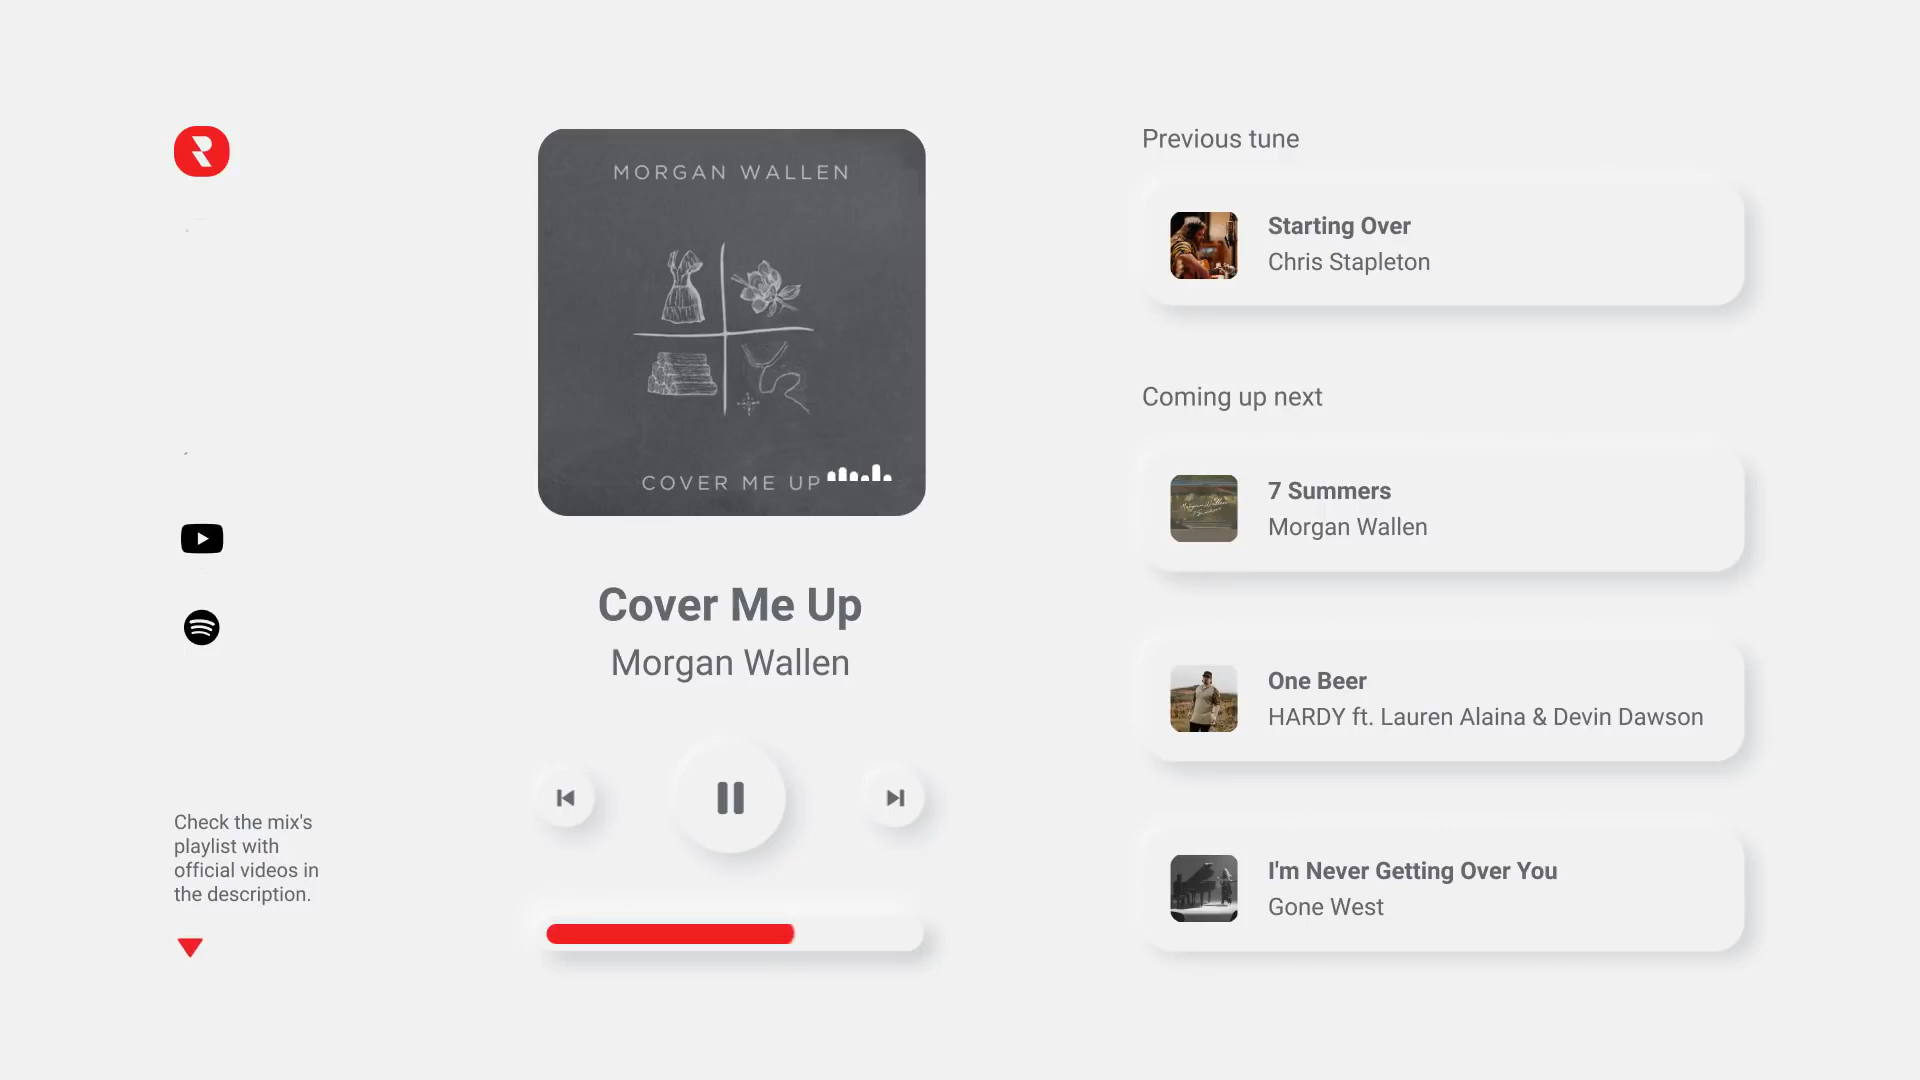 MORGAN WALLEN
COVER ME UP
Cover Me Up
Morgan Wallen
Check the mix's
playlist with
official videos in
the description.
Previous tune
Starting Over
Chris Stapleton
Coming up next
7 Summers
Morgan Wallen
One Beer
HARDY ft. Lauren Alaina & Devin Dawson
I'm Never Getting Over You
Gone West